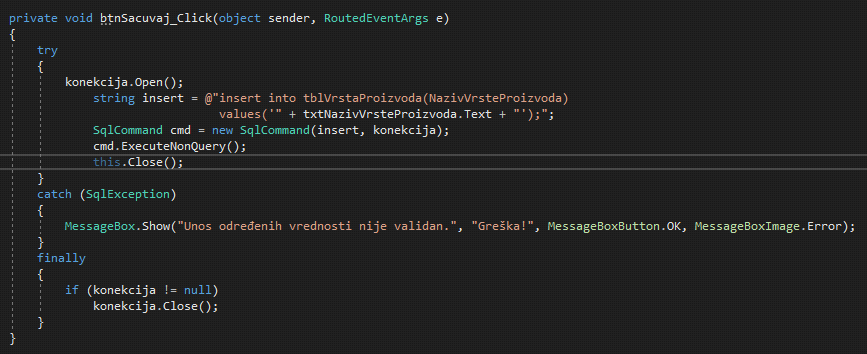 private void btnSacuvaj_Click(object sender, RoutedEventArgs e)
{
try
{
konekcija.Open();
string insert = @"insert into tblVrstaProizvoda(NazivVrsteProizvoda)
values('" + txtNazivVrsteProizvoda.Text + "');";
SqlCommand cmd = new SqlCommand(insert, konekcija);
cmd.ExecuteNonQuery();
this.Close();
}
catch (SqlException)
{
MessageBox.Show("Unos određenih vrednosti nije validan.", "Greška!", MessageBoxButton.OK, MessageBoxImage.Error);
}
finally
{
if (konekcija != null)
konekcija.Close();
}
}